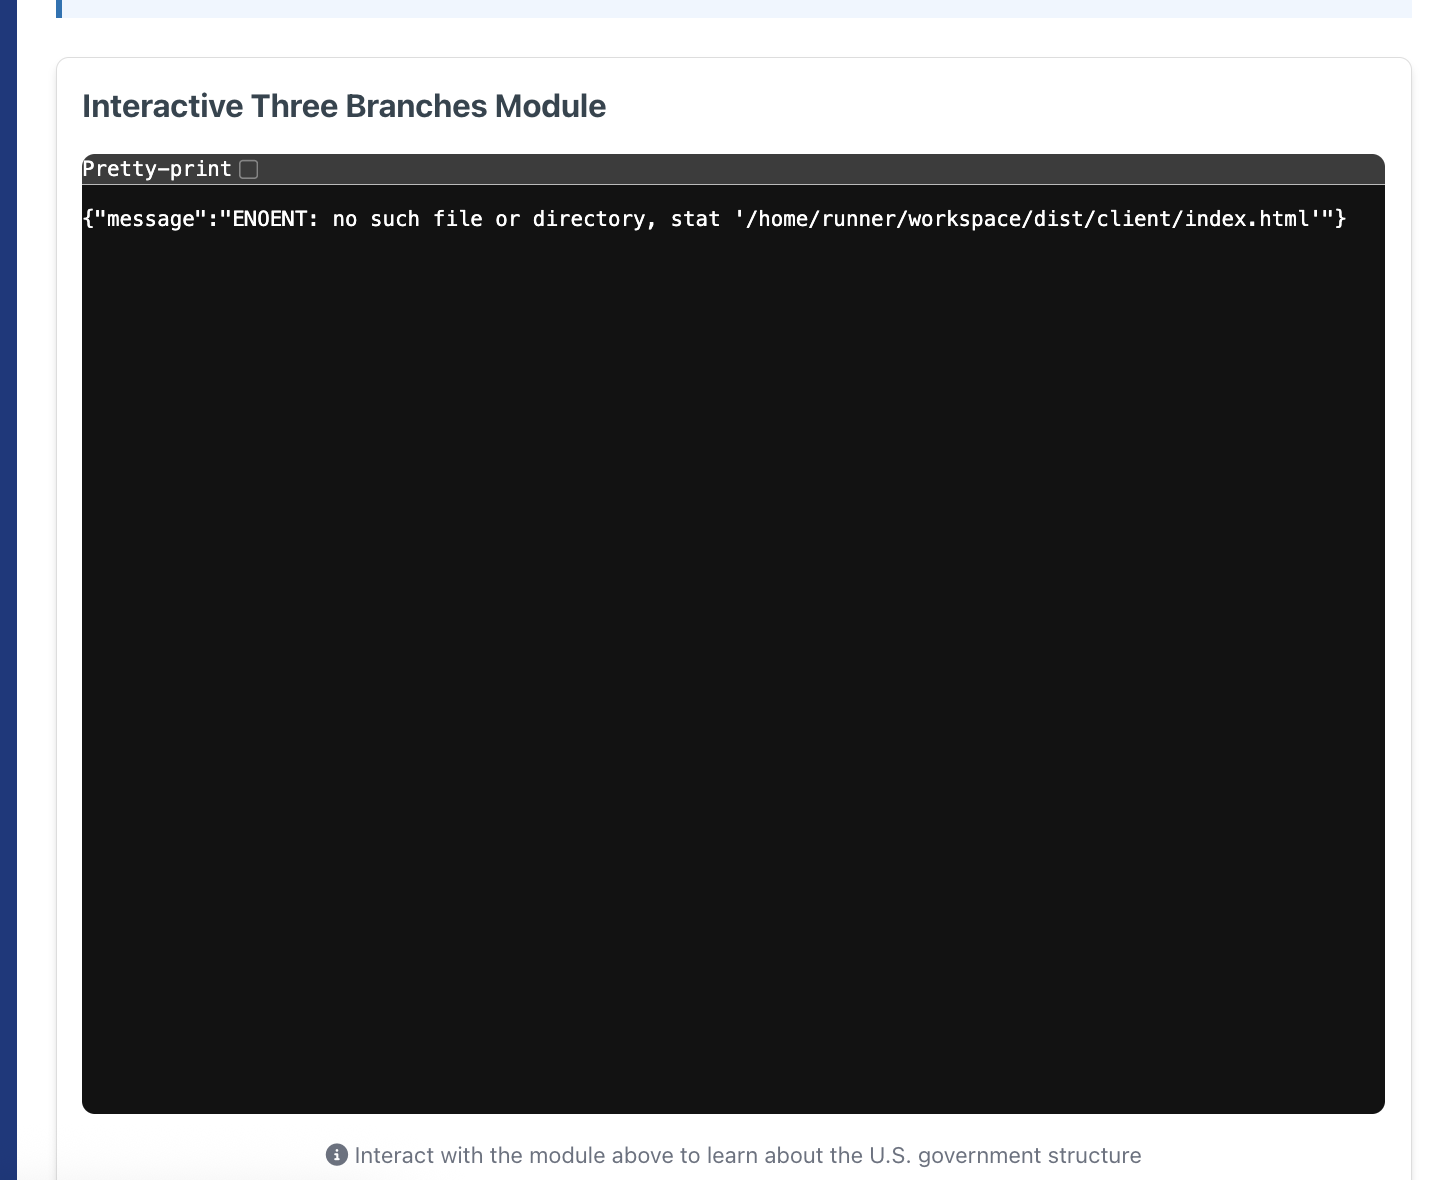 Interactive Three Branches Module
Pretty-print
{"message":"ENOENT: no such file or directory, stat '/home/runner/workspace/dist/client/index.html'"}
Interact with the module above to learn about the U.S. government structure